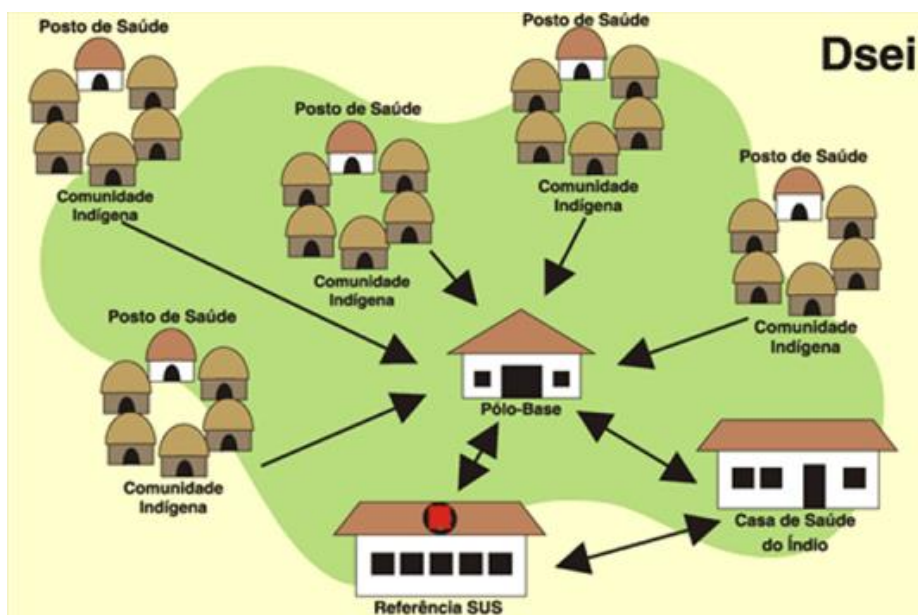 Posto de Saúde
Comunidade
Indígena
Posto de Saúde
Comunidade
Indígena
Posto de Saúde
Comunidade
Indígena
Dsei
Posto de Saúde
Comunidade
Indígena
Posto de Saúde
Comunidade
Indígena
Pólo-Base
Casa de Saúde
do Índio
Referência SUS